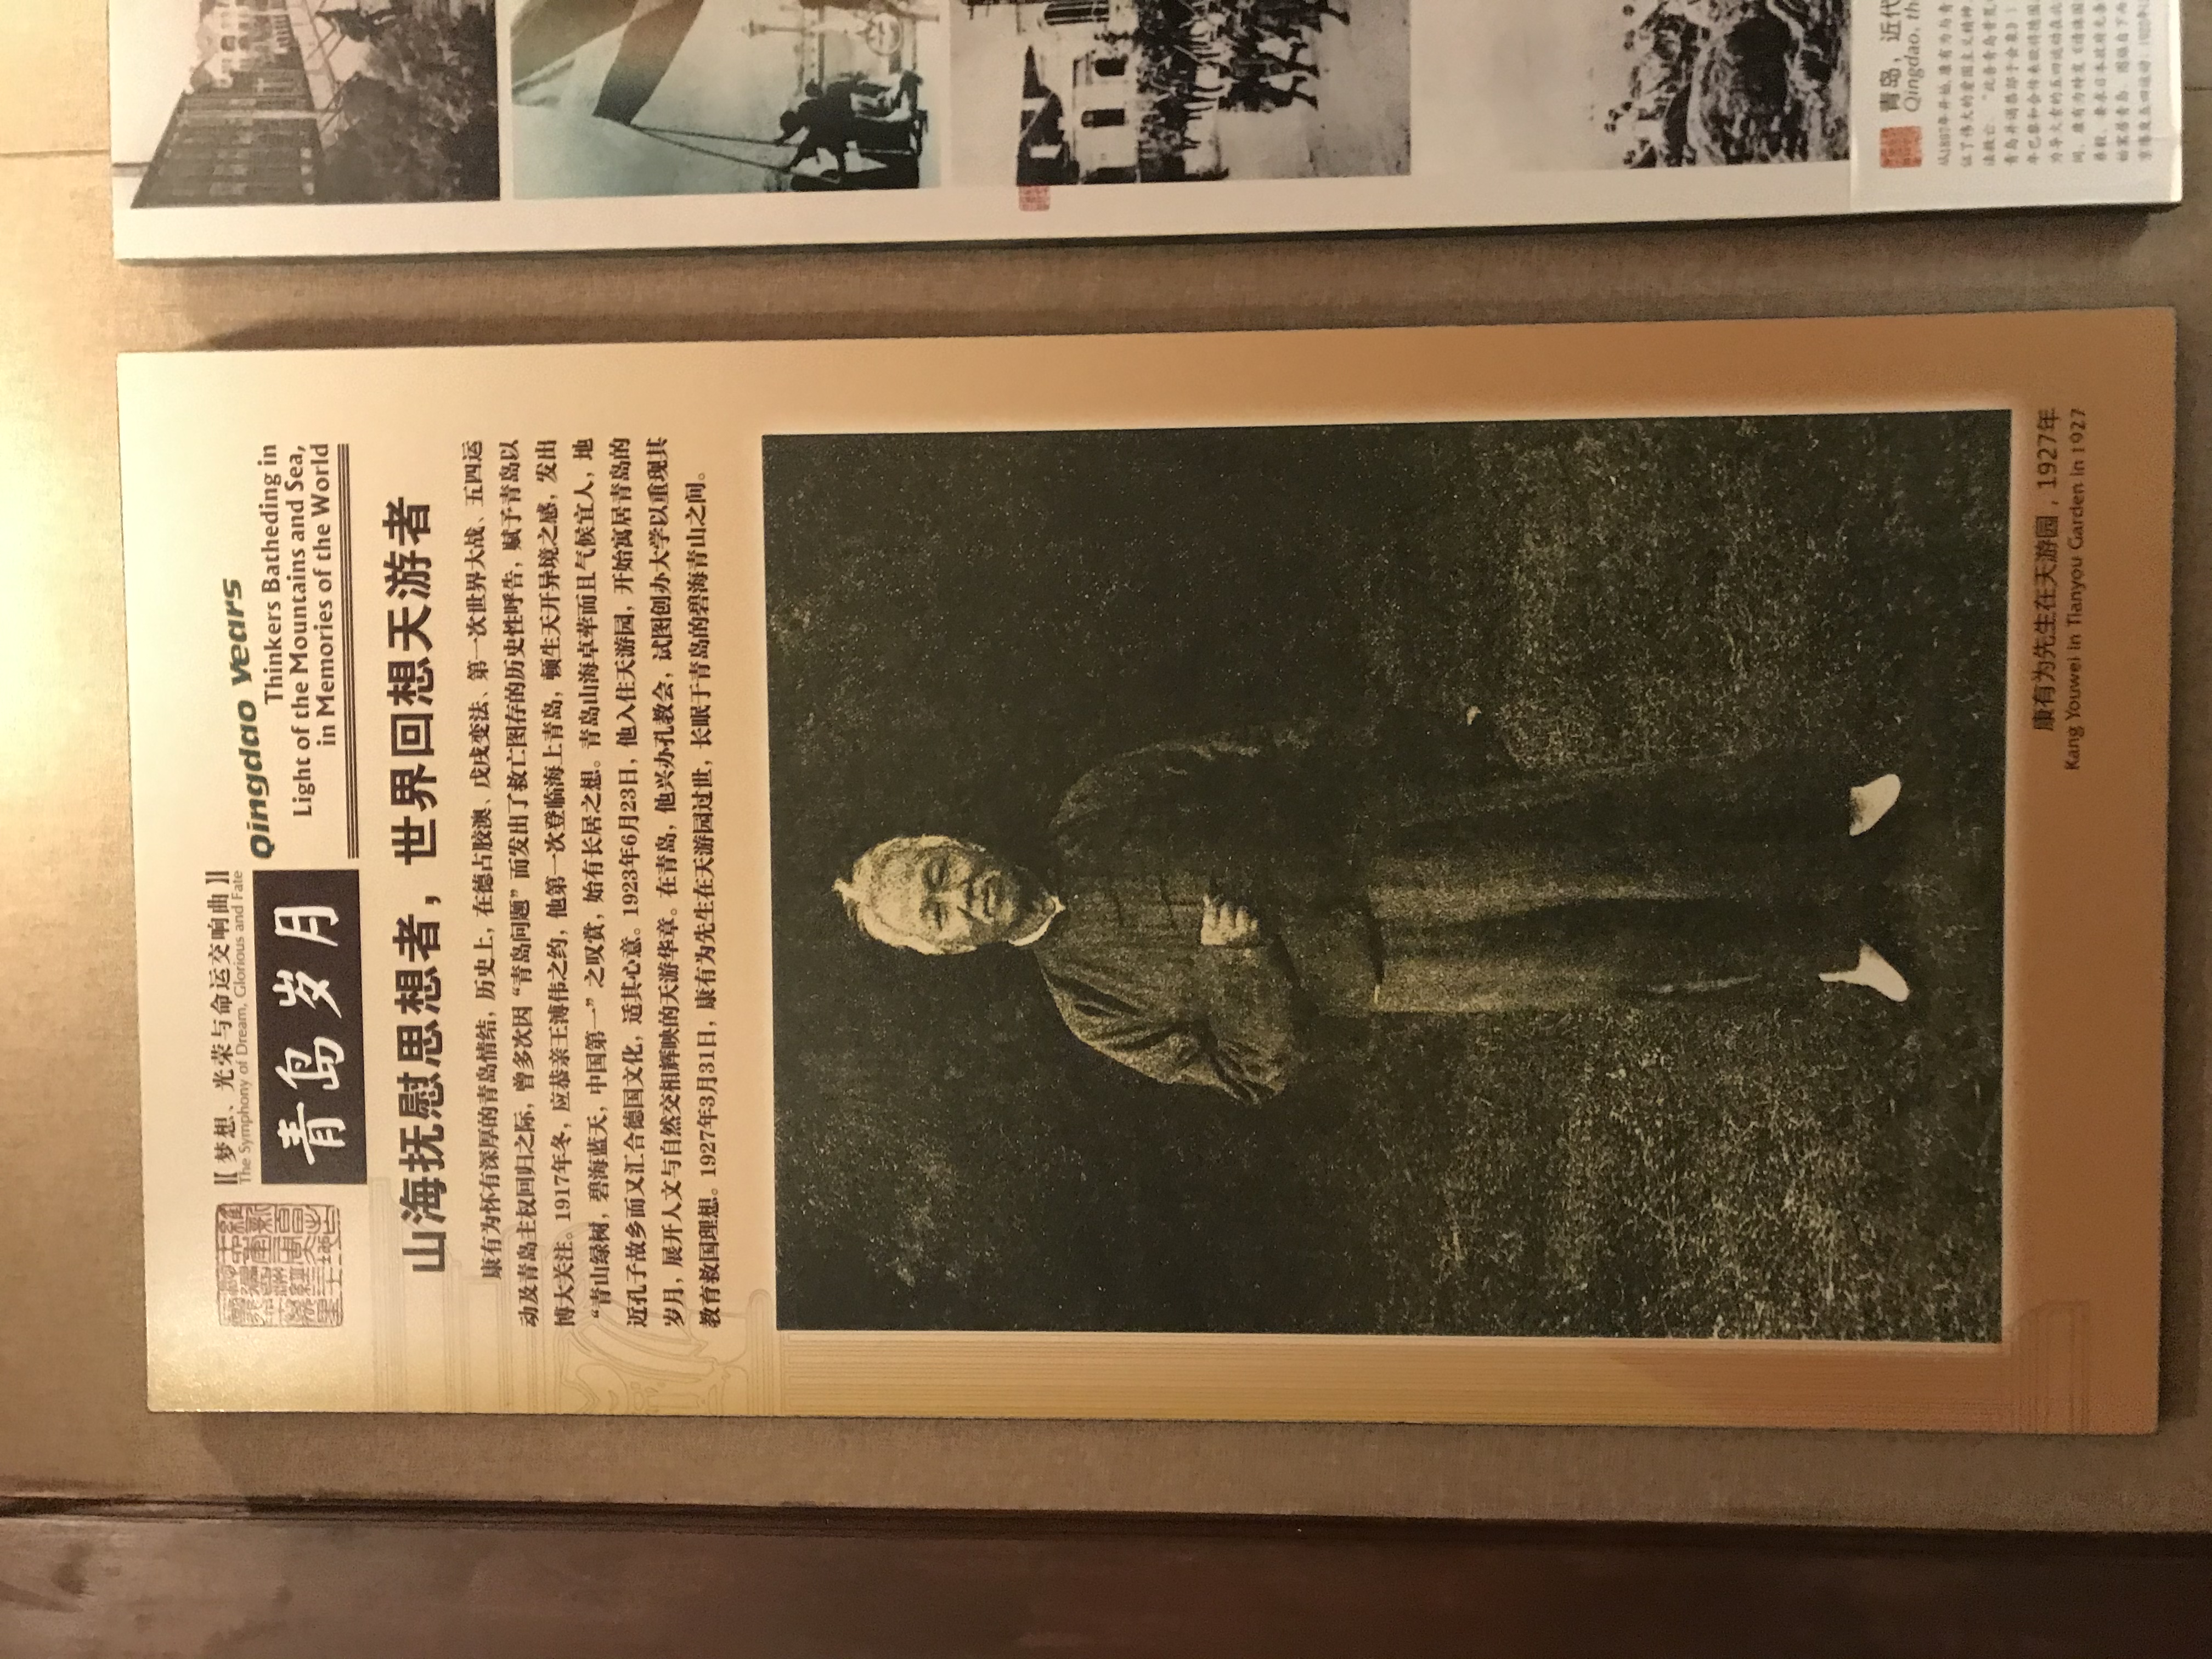 〖梦想、光荣与命运交响曲〗
The Symphony of Dream, Glorious and Fate
青岛岁月
Qingdao Years
Thinkers Batheding in
Light of the Mountains and Sea,
in Memories of the World
山海抚慰思想者，世界回想天游者
康有为怀有深厚的青岛情结，历史上，在德占胶澳、戊戌变法、第一次世界大战、五四运
动及青岛主权回归之际，曾多次因“青岛问题”而发出了救亡图存的历史性呼告，赋予青岛以
博大关注。1917年冬，应恭亲王溥伟之约，他第一次登临海上青岛，顿生天开异境之感，发出
“青山绿树，碧海蓝天，中国第一”之叹赏，始有长居之想。青岛山海卓荦而且气候宜人，地
近孔子故乡而又汇合德国文化，适其心意。1923年6月23日，他入住天游园，开始寓居青岛的
岁月，展开人文与自然交相辉映的天游华章。在青岛，他兴办孔教会，试图创办大学以重现其
教育救国理想。1927年3月31日，康有为先生在天游园过世，长眠于青岛的碧海青山之间。
康有为先生在天游园，1927年
Kang Youwei in Tianyou Garden in 1927
青岛，近代
Qingdao, th